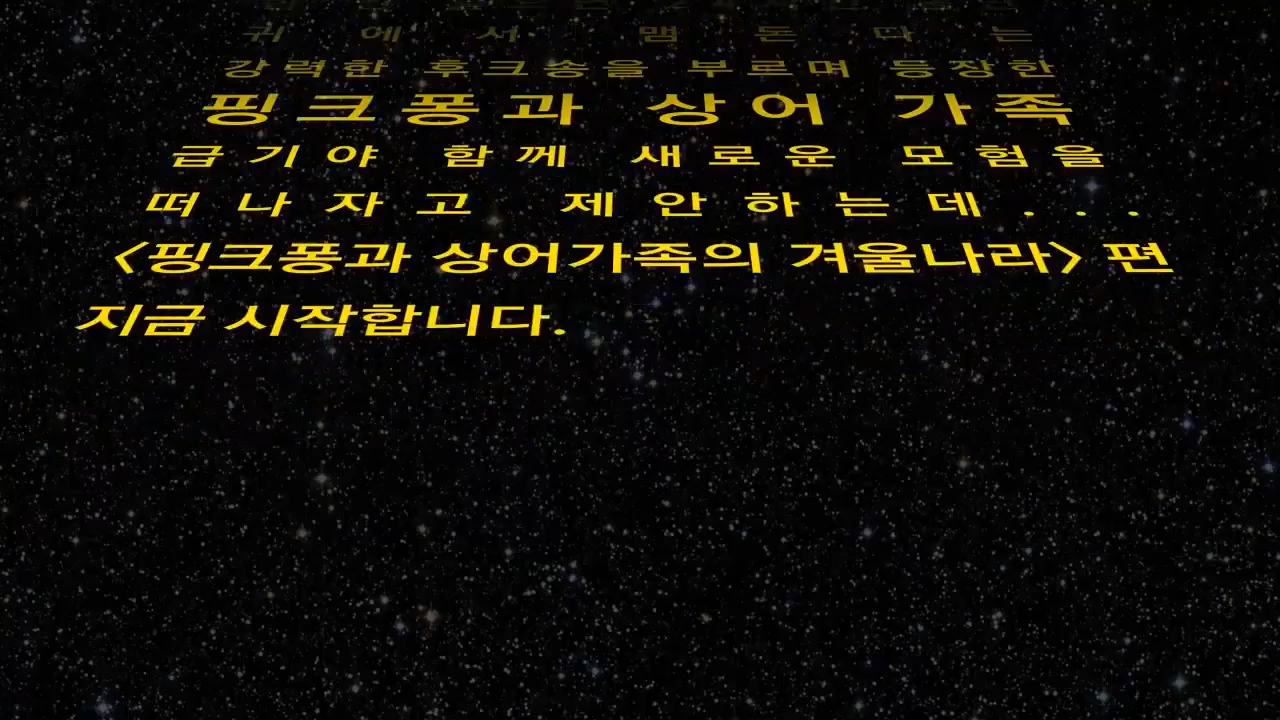 귀에서 맴돈다는
강력한 후크송을 부르며 등장한
핑크퐁과 상어 가족
급기야 함께 새로운 모험을
떠나자고 제안하는데...
<핑크퐁과 상어가족의 겨울나라> 편
지금 시작합니다.